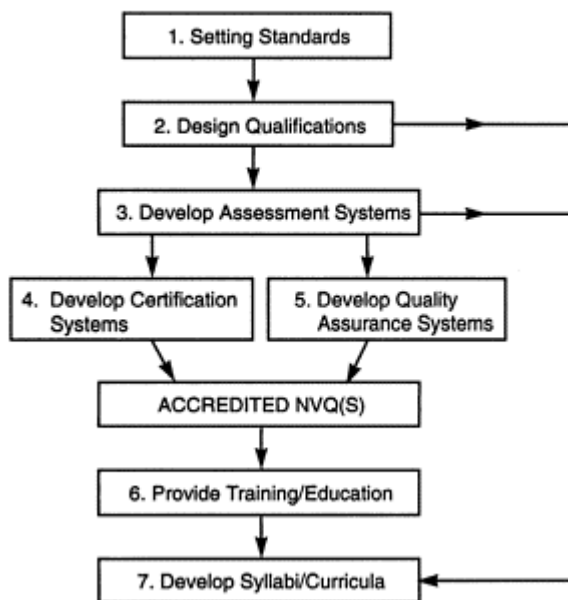 1. Setting Standards
2. Design Qualifications
3. Develop Assessment Systems
4. Develop Certification
Systems
5. Develop Quality
Assurance Systems
ACCREDITED NVQ(S)
6. Provide Training/Education
7. Develop Syllabi/Curricula